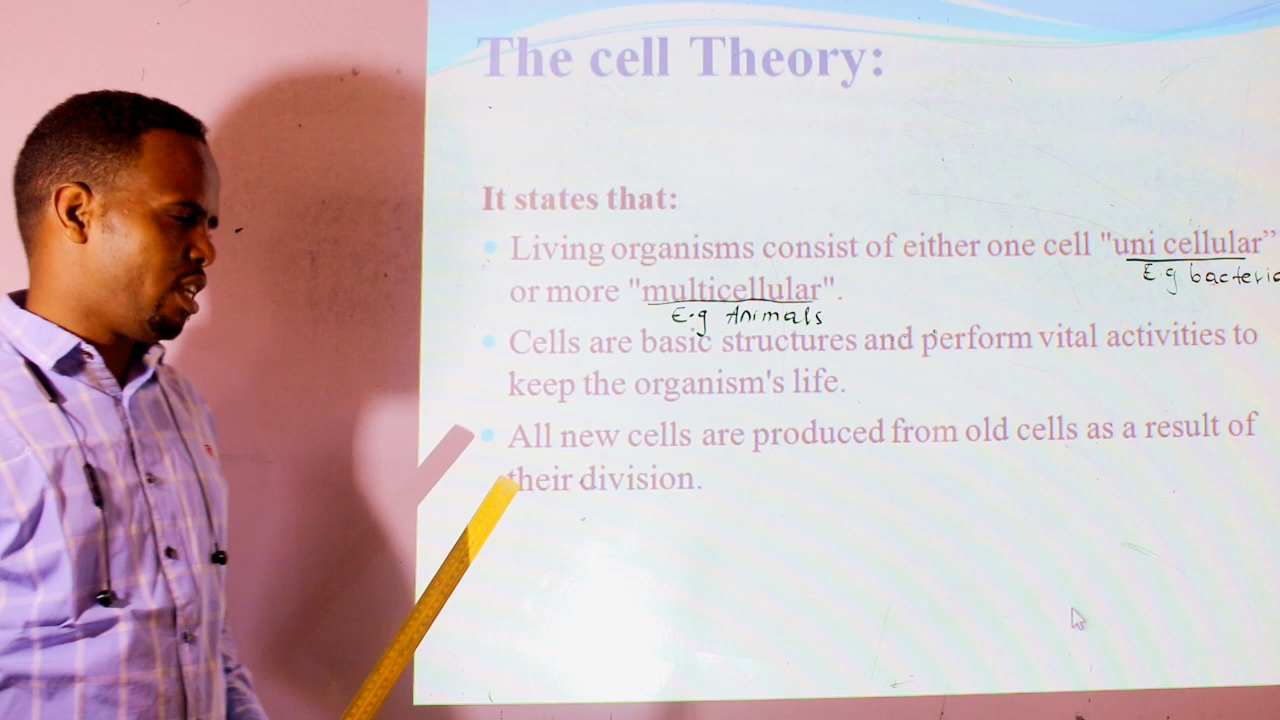 The cell Theory:
It states that:
Living organisms consist of either one cell "uni cellular”
E.g bacteria
or more "multicellular".
E.g Animals
Cells are basic structures and perform vital activities to
keep the organism's life.
All new cells are produced from old cells as a result of
their division.